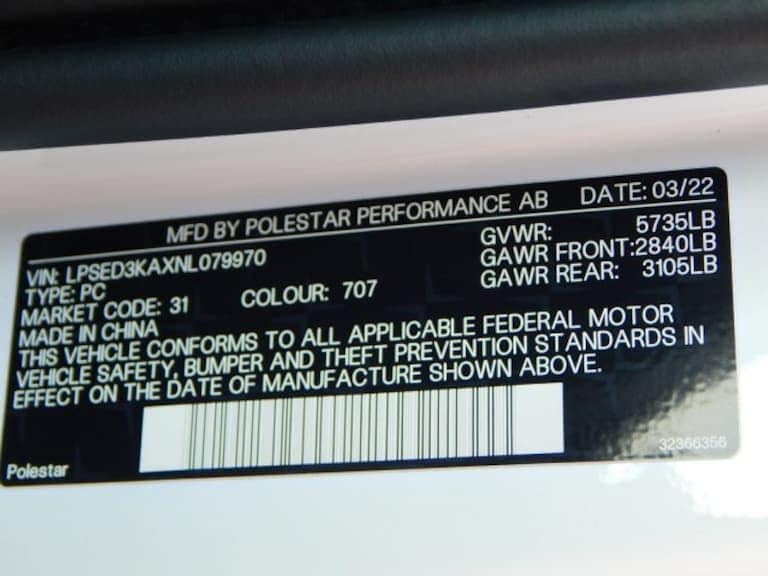 MFD BY POLESTAR PERFORMANCE AB DATE: 03/22
VIN: LPSED3KAXNL079970 GVWR: 5735LB
TYPE: PC GAWR FRONT:2840LB
MARKET CODE: 31 COLOUR: 707 GAWR REAR: 3105LB
MADE IN CHINA
THIS VEHICLE CONFORMS TO ALL APPLICABLE FEDERAL MOTOR
VEHICLE SAFETY, BUMPER AND THEFT PREVENTION STANDARDS IN
EFFECT ON THE DATE OF MANUFACTURE SHOWN ABOVE.
Polestar 32366356